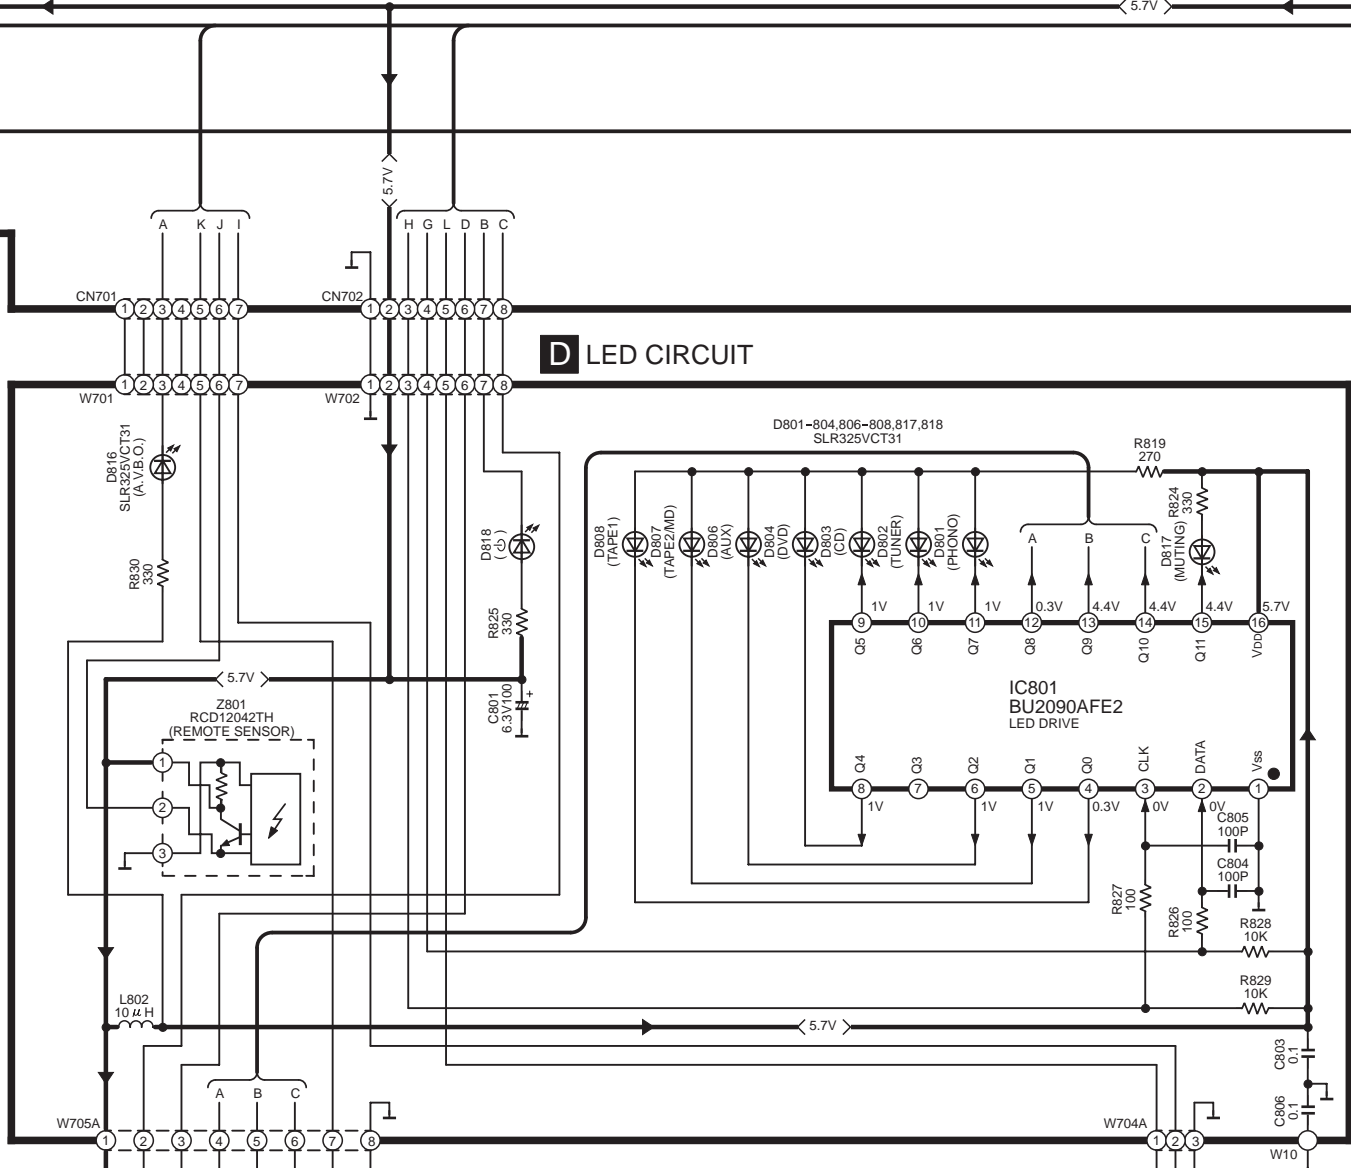 5.7V
5.7V
A K J I
H G L D B C
CN701
1 2 3 4 5 6 7
CN702
1 2 3 4 5 6 7 8
D LED CIRCUIT
W701
1 2 3 4 5 6 7
W702
1 2 3 4 5 6 7 8
D816
SLR325VCT31
(A.V.B.O.)
R830
330
D818
(⏻)
R825
330
C801
6.3V100
+
5.7V
D801-804,806-808,817,818
SLR325VCT31
R819
270
R824
330
D817
(MUTING)
D808
(TAPE1)
D807
(TAPE2/MD)
D806
(AUX)
D804
(DVD)
D803
(CD)
D802
(TUNER)
D801
(PHONO)
A B C
1V 1V 1V 0.3V 4.4V 4.4V 4.4V 5.7V
9 10 11 12 13 14 15 16
Q5 Q6 Q7 Q8 Q9 Q10 Q11 VDD
IC801
BU2090AFE2
LED DRIVE
Q4 Q3 Q2 Q1 Q0 CLK DATA Vss
8 7 6 5 4 3 2 1
1V 1V 1V 0.3V 0V 0V
Z801
RCD12042TH
(REMOTE SENSOR)
1
2
3
C805
100P
C804
100P
R827
100
R826
100
R828
10K
R829
10K
L802
10 μ H
5.7V
C803
0.1
C806
0.1
A B C
W705A
1 2 3 4 5 6 7 8
W704A
1 2 3
W10